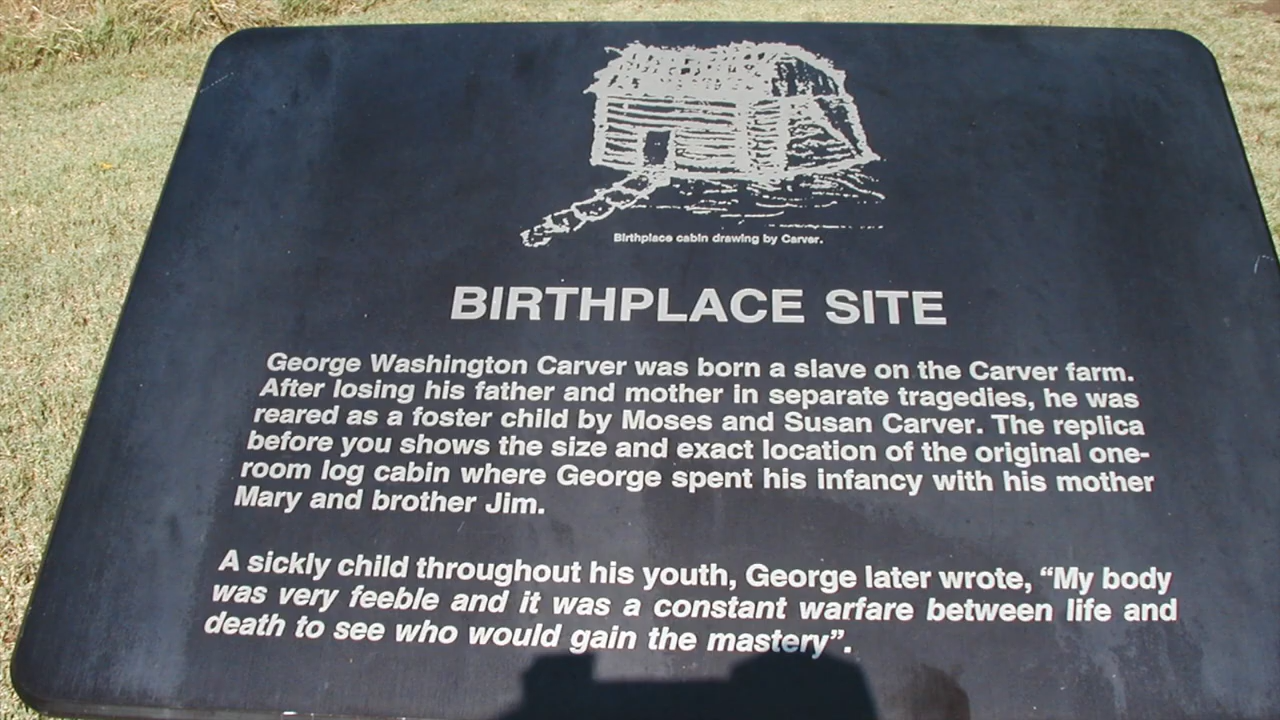 Birthplace cabin drawing by Carver.
BIRTHPLACE SITE
George Washington Carver was born a slave on the Carver farm.
After losing his father and mother in separate tragedies, he was
reared as a foster child by Moses and Susan Carver. The replica
before you shows the size and exact location of the original one-
room log cabin where George spent his infancy with his mother
Mary and brother Jim.
A sickly child throughout his youth, George later wrote, “My body
was very feeble and it was a constant warfare between life and
death to see who would gain the mastery”.